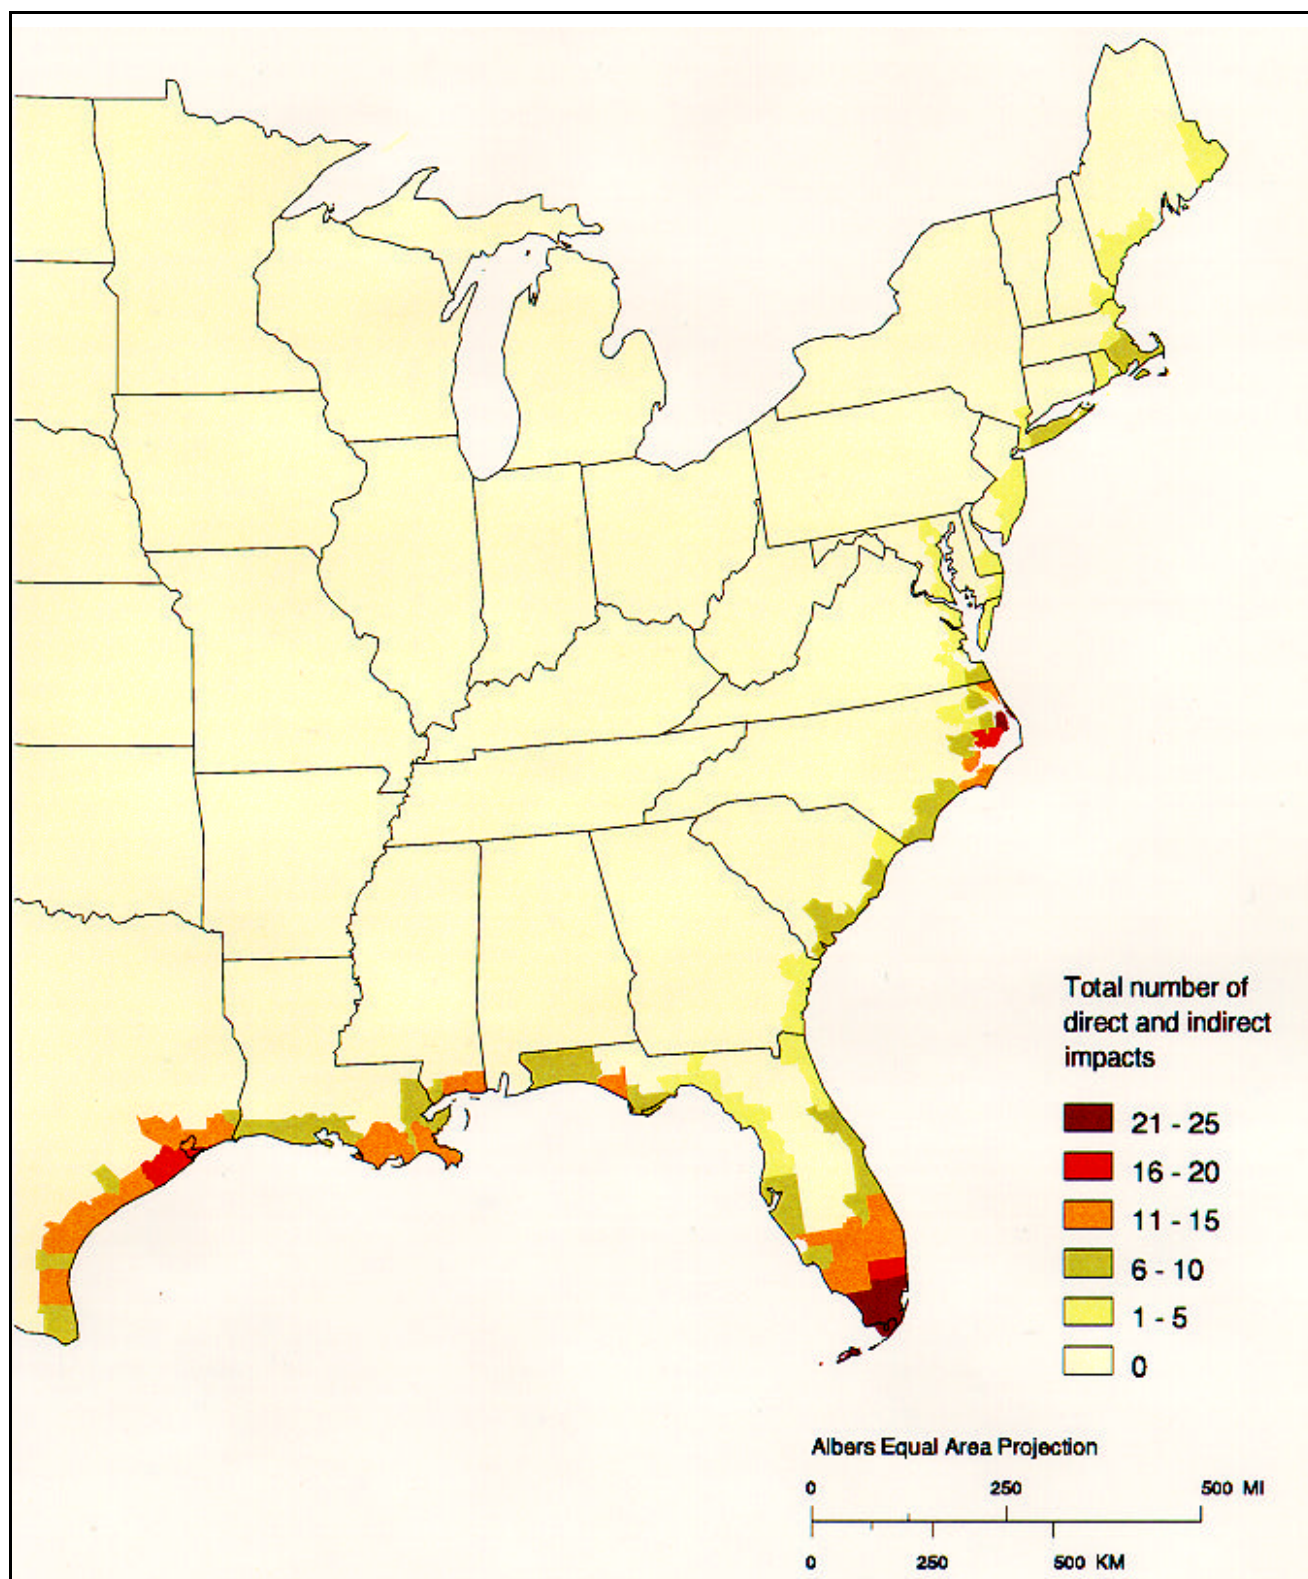 Total number of
direct and indirect
impacts
21 - 25
16 - 20
11 - 15
6 - 10
1 - 5
0
Albers Equal Area Projection
0 250 500 MI
0 250 500 KM